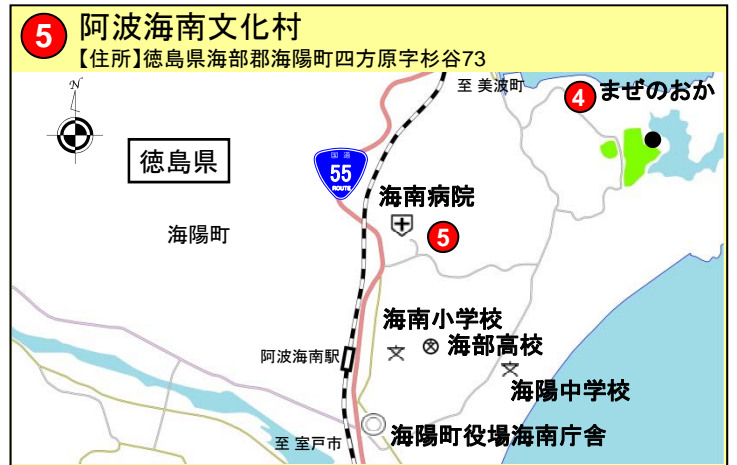 5 阿波海南文化村
【住所】徳島県海部郡海陽町四方原字杉谷73
N
至 美波町
4 まぜのおか
徳島県
国道
55
ROUTE
海南病院
海陽町
5
海南小学校
海部高校
阿波海南駅
海陽中学校
至 室戸市
海陽町役場海南庁舎